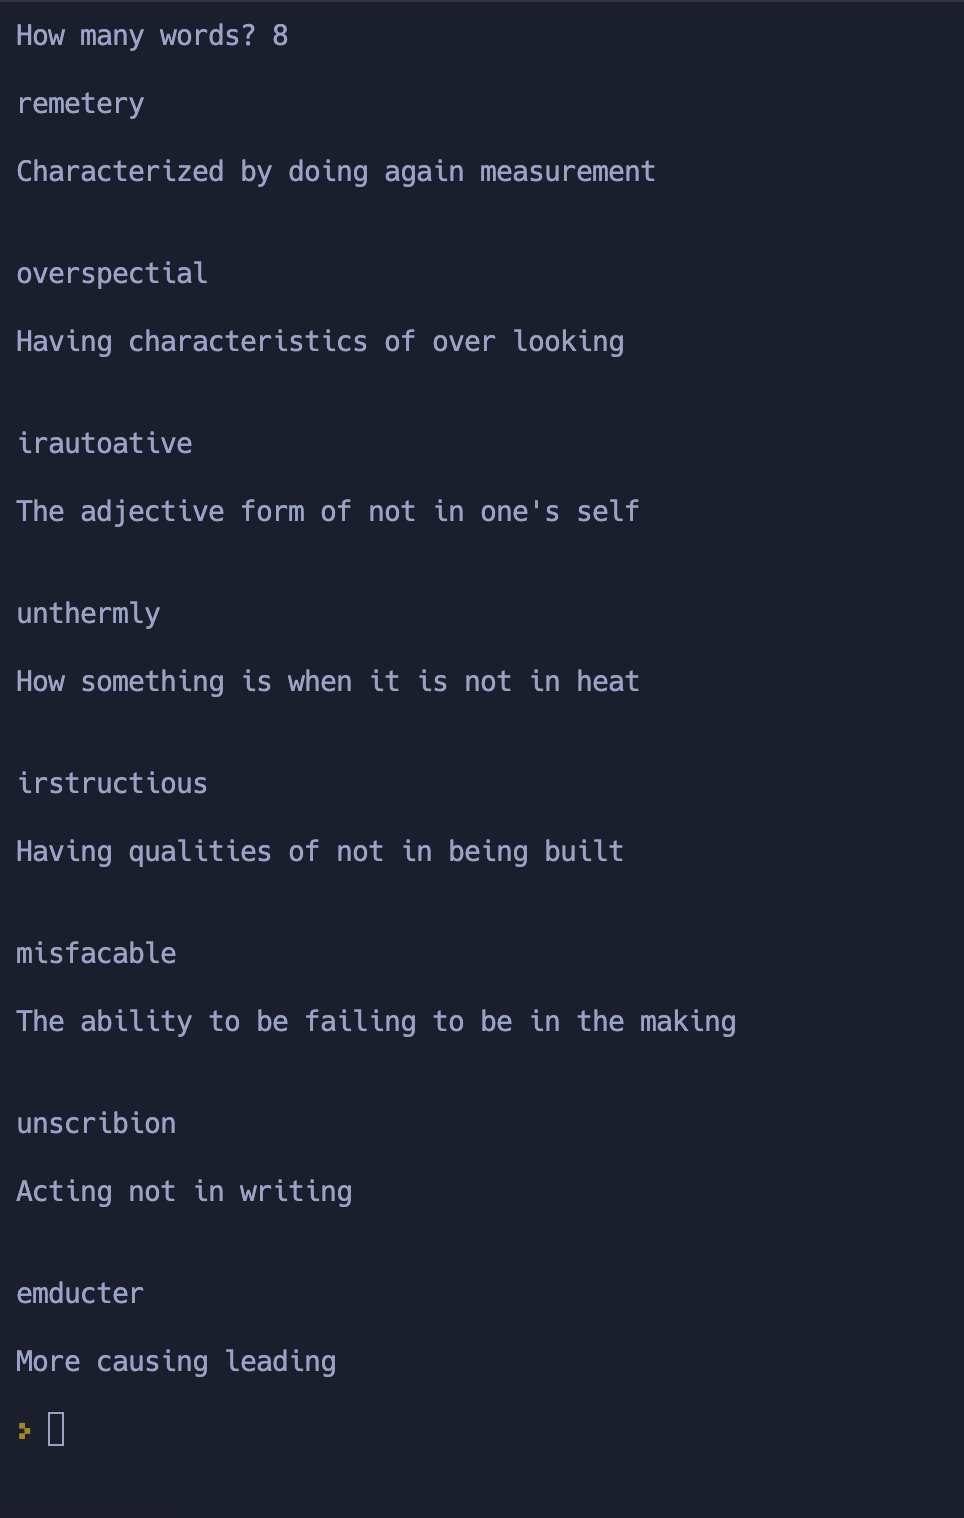 How many words? 8
remetery
Characterized by doing again measurement
overspectial
Having characteristics of over looking
irautoative
The adjective form of not in one's self
unthermly
How something is when it is not in heat
irstructious
Having qualities of not in being built
misfacable
The ability to be failing to be in the making
unscribion
Acting not in writing
emducter
More causing leading